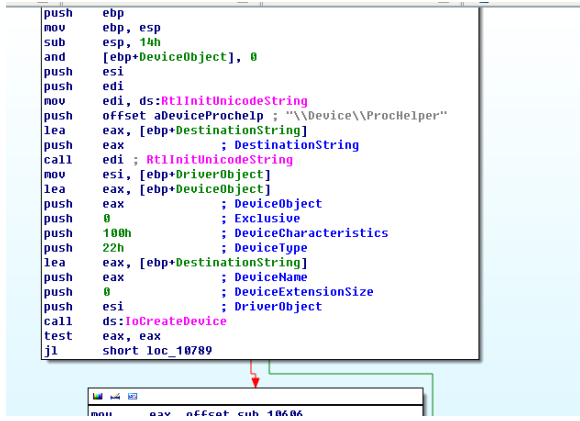 push ebp
mov ebp, esp
sub esp, 14h
and [ebp+DeviceObject], 0
push esi
push edi
mov edi, ds:RtlInitUnicodeString
push offset aDeviceProchelp ; "\\Device\\ProcHelper"
lea eax, [ebp+DestinationString]
push eax ; DestinationString
call edi ; RtlInitUnicodeString
mov esi, [ebp+DriverObject]
lea eax, [ebp+DeviceObject]
push eax ; DeviceObject
push 0 ; Exclusive
push 100h ; DeviceCharacteristics
push 22h ; DeviceType
lea eax, [ebp+DestinationString]
push eax ; DeviceName
push 0 ; DeviceExtensionSize
push esi ; DriverObject
call ds:IoCreateDevice
test eax, eax
jl short loc_10789
mov eax, offset sub_10606